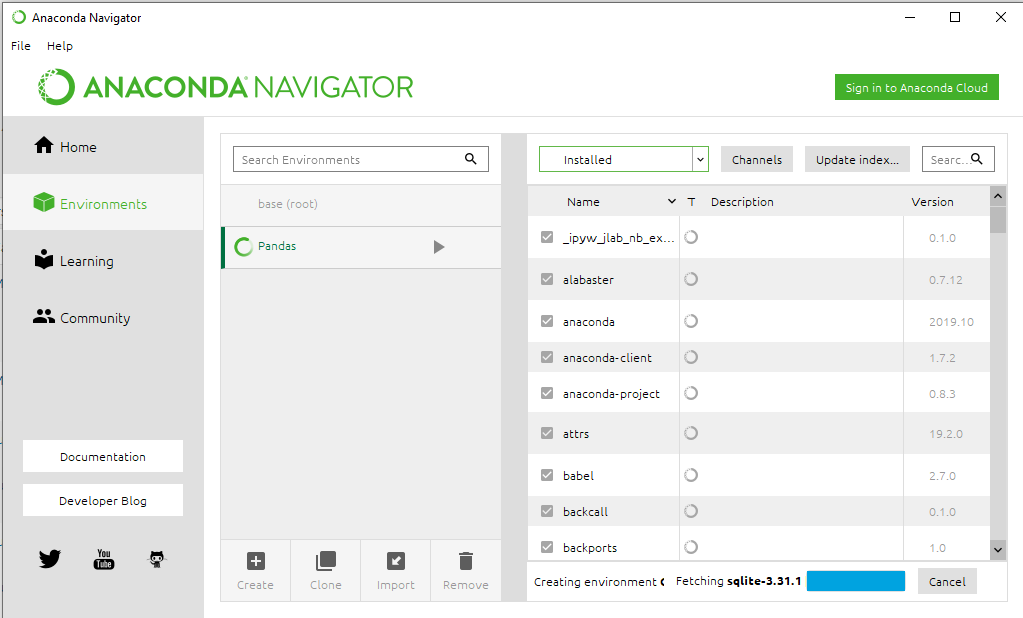 Anaconda Navigator
File Help
ANACONDA NAVIGATOR
Sign in to Anaconda Cloud
Home
Environments
Learning
Community
Documentation
Developer Blog
You
Tube
Search Environments
base (root)
Pandas
Create Clone Import Remove
Installed Channels Update index... Searc...
Name T Description Version
_ipyw_jlab_nb_ex... 0.1.0
alabaster 0.7.12
anaconda 2019.10
anaconda-client 1.7.2
anaconda-project 0.8.3
attrs 19.2.0
babel 2.7.0
backcall 0.1.0
backports 1.0
Creating environment Fetching sqlite-3.31.1 Cancel